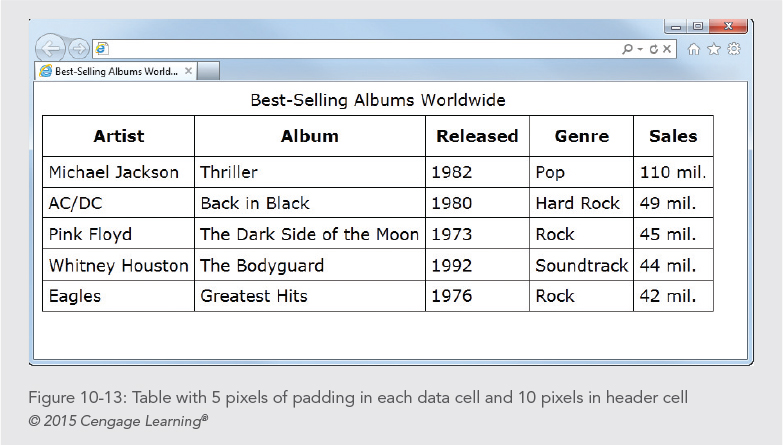 Best-Selling Albums World...
Best-Selling Albums Worldwide
Artist Album Released Genre Sales
Michael Jackson Thriller 1982 Pop 110 mil.
AC/DC Back in Black 1980 Hard Rock 49 mil.
Pink Floyd The Dark Side of the Moon 1973 Rock 45 mil.
Whitney Houston The Bodyguard 1992 Soundtrack 44 mil.
Eagles Greatest Hits 1976 Rock 42 mil.
Figure 10-13: Table with 5 pixels of padding in each data cell and 10 pixels in header cell
© 2015 Cengage Learning®